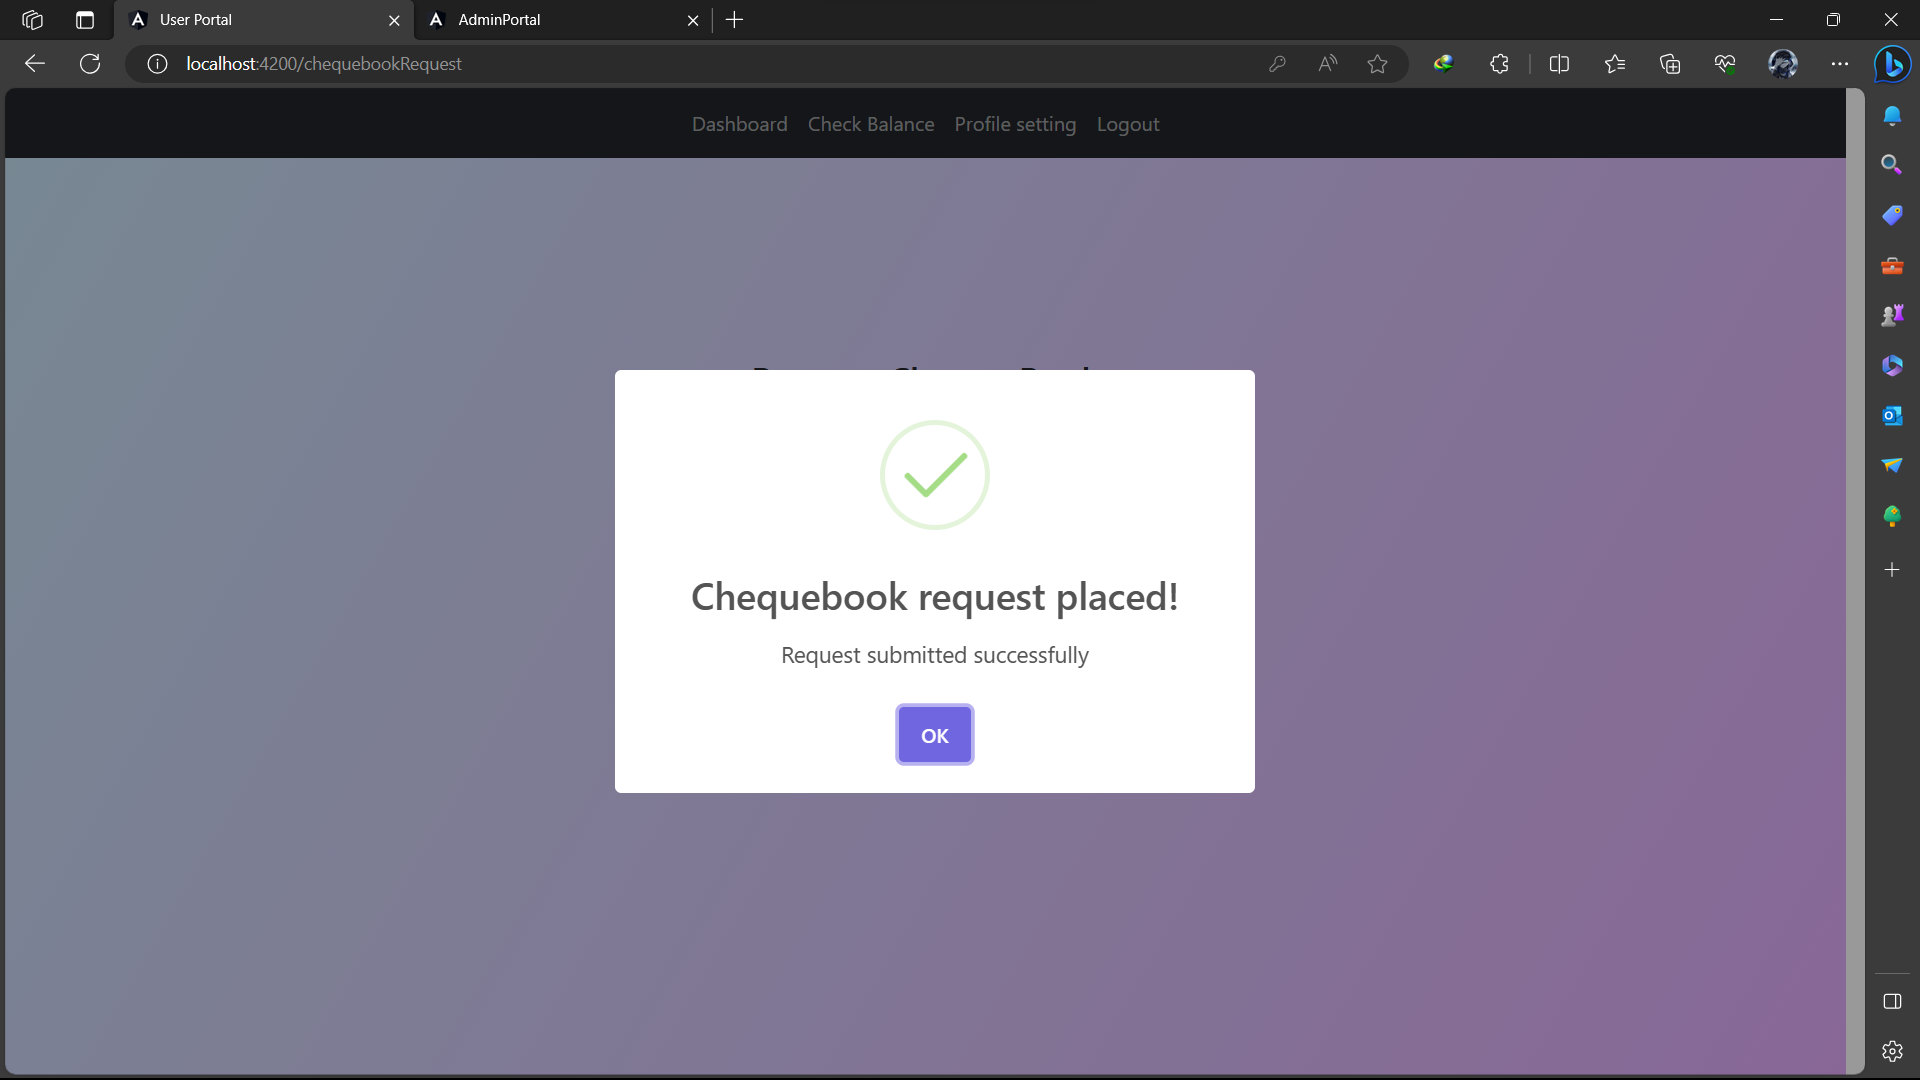 User Portal
AdminPortal
localhost:4200/chequebookRequest
Dashboard Check Balance Profile setting Logout
Chequebook request placed!
Request submitted successfully
OK